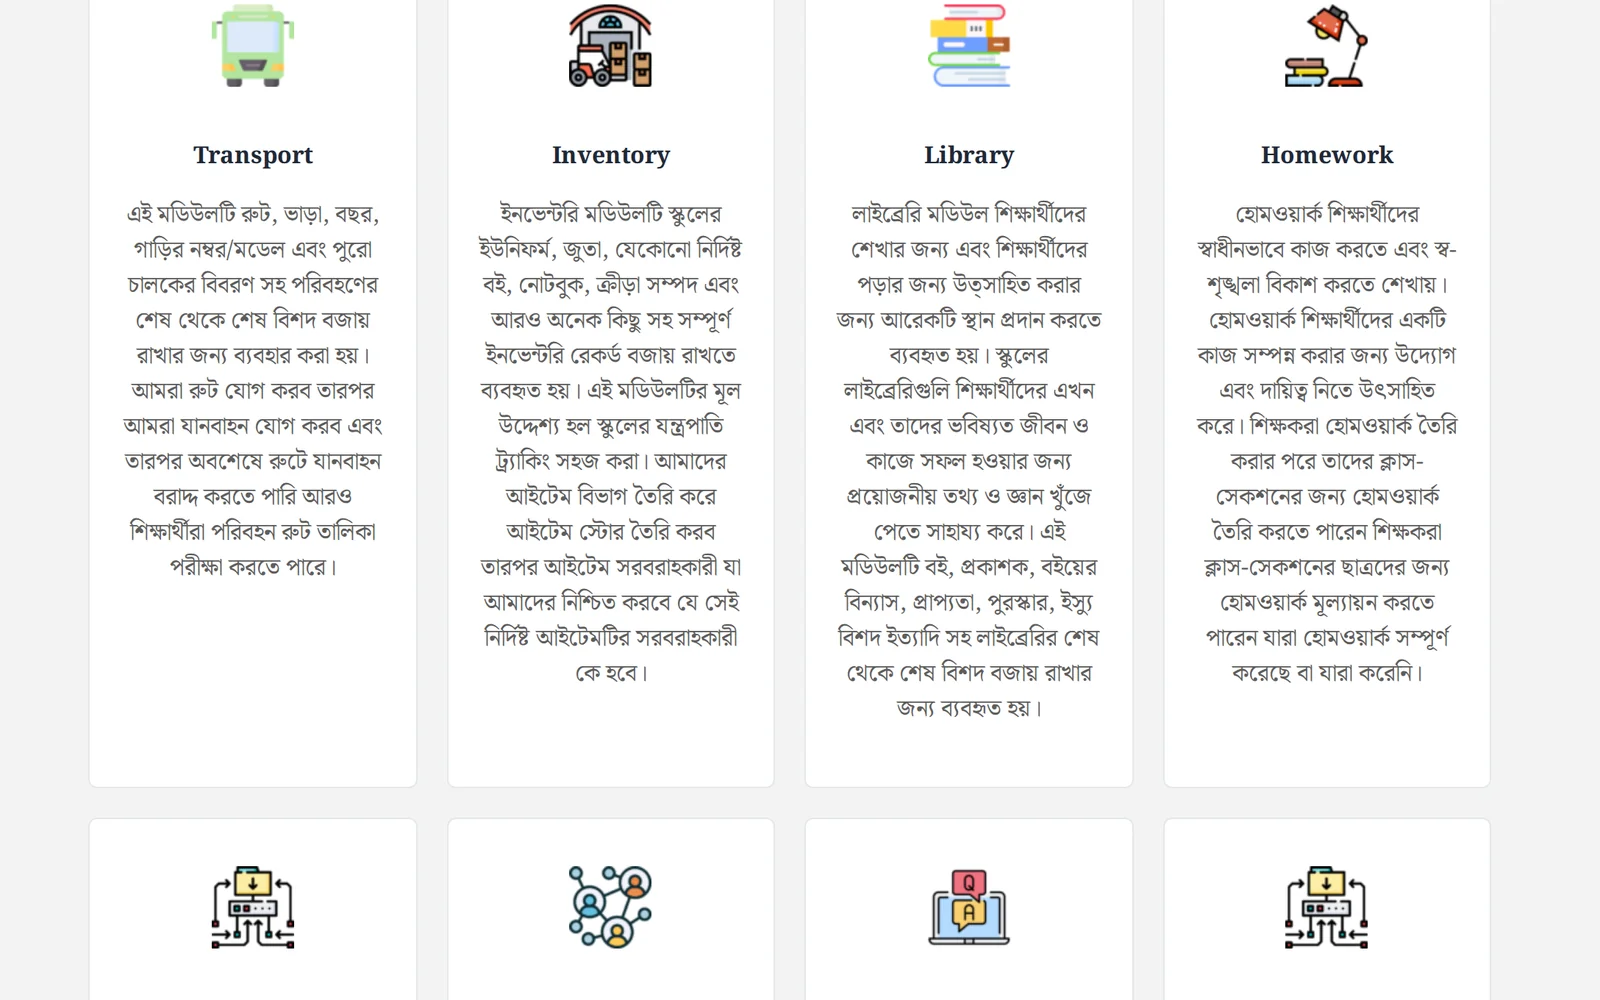 Transport
এই মডিউলটি রুট, ভাড়া, বছর,
গাড়ির নম্বর/মডেল এবং পুরো
চালকের বিবরণ সহ পরিবহণের
শেষ থেকে শেষ বিশদ বজায়
রাখার জন্য ব্যবহার করা হয়।
আমরা রুট যোগ করব তারপর
আমরা যানবাহন যোগ করব এবং
তারপর অবশেষে রুটে যানবাহন
বরাদ্দ করতে পারি আরও
শিক্ষার্থীরা পরিবহন রুট তালিকা
পরীক্ষা করতে পারে।
Inventory
ইনভেন্টরি মডিউলটি স্কুলের
ইউনিফর্ম, জুতা, যেকোনো নির্দিষ্ট
বই, নোটবুক, ক্রীড়া সম্পদ এবং
আরও অনেক কিছু সহ সম্পূর্ণ
ইনভেন্টরি রেকর্ড বজায় রাখতে
ব্যবহৃত হয়। এই মডিউলটির মূল
উদ্দেশ্য হল স্কুলের যন্ত্রপাতি
ট্র্যাকিং সহজ করা। আমাদের
আইটেম বিভাগ তৈরি করে
আইটেম স্টোর তৈরি করব
তারপর আইটেম সরবরাহকারী যা
আমাদের নিশ্চিত করবে যে সেই
নির্দিষ্ট আইটেমটির সরবরাহকারী
কে হবে।
Library
লাইব্রেরি মডিউল শিক্ষার্থীদের
শেখার জন্য এবং শিক্ষার্থীদের
পড়ার জন্য উত্সাহিত করার
জন্য আরেকটি স্থান প্রদান করতে
ব্যবহৃত হয়। স্কুলের
লাইব্রেরিগুলি শিক্ষার্থীদের এখন
এবং তাদের ভবিষ্যত জীবন ও
কাজে সফল হওয়ার জন্য
প্রয়োজনীয় তথ্য ও জ্ঞান খুঁজে
পেতে সাহায্য করে। এই
মডিউলটি বই, প্রকাশক, বইয়ের
বিন্যাস, প্রাপ্যতা, পুরস্কার, ইস্যু
বিশদ ইত্যাদি সহ লাইব্রেরির শেষ
থেকে শেষ বিশদ বজায় রাখার
জন্য ব্যবহৃত হয়।
Homework
হোমওয়ার্ক শিক্ষার্থীদের
স্বাধীনভাবে কাজ করতে এবং স্ব-
শৃঙ্খলা বিকাশ করতে শেখায়।
হোমওয়ার্ক শিক্ষার্থীদের একটি
কাজ সম্পন্ন করার জন্য উদ্যোগ
এবং দায়িত্ব নিতে উৎসাহিত
করে। শিক্ষকরা হোমওয়ার্ক তৈরি
করার পরে তাদের ক্লাস-
সেকশনের জন্য হোমওয়ার্ক
তৈরি করতে পারেন শিক্ষকরা
ক্লাস-সেকশনের ছাত্রদের জন্য
হোমওয়ার্ক মূল্যায়ন করতে
পারেন যারা হোমওয়ার্ক সম্পূর্ণ
করেছে বা যারা করেনি।
Q
A